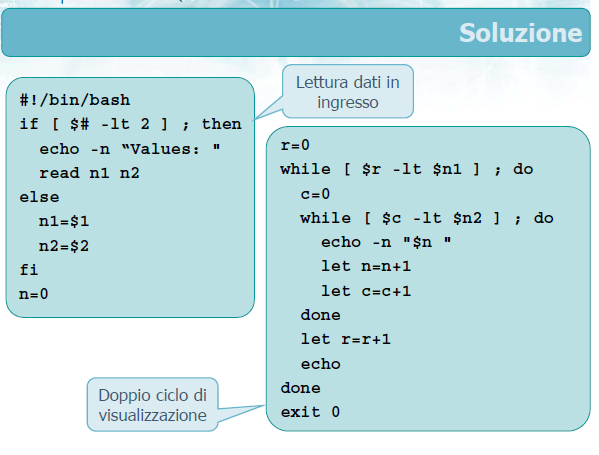 Soluzione
Lettura dati in
ingresso
#!/bin/bash
if [ $# -lt 2 ] ; then
echo -n “Values: "
read n1 n2
else
n1=$1
n2=$2
fi
n=0
r=0
while [ $r -lt $n1 ] ; do
c=0
while [ $c -lt $n2 ] ; do
echo -n "$n "
let n=n+1
let c=c+1
done
let r=r+1
echo
done
exit 0
Doppio ciclo di
visualizzazione